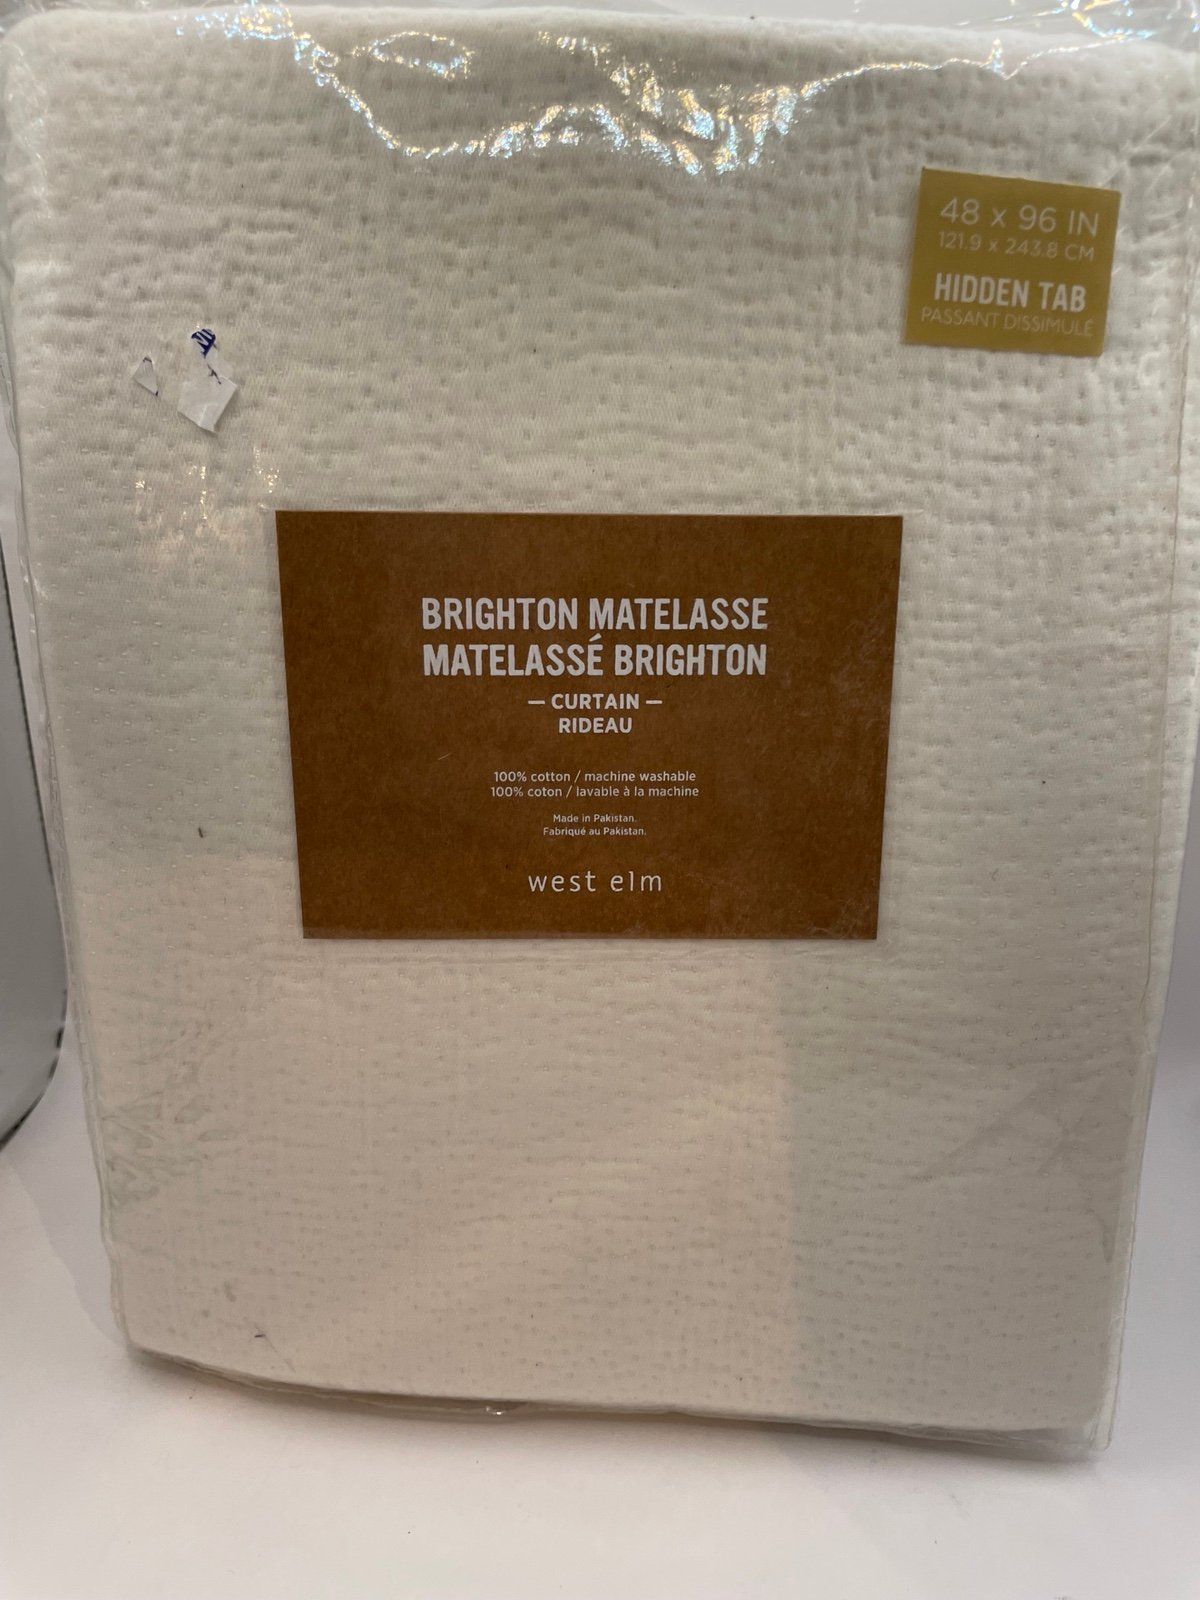 48 x 96 IN
121.9 x 243.8 CM
HIDDEN TAB
PASSANT DISSIMULÉ
BRIGHTON MATELASSE
MATELASSÉ BRIGHTON
— CURTAIN —
RIDEAU
100% cotton / machine washable
100% coton / lavable à la machine
Made in Pakistan.
Fabriqué au Pakistan.
west elm